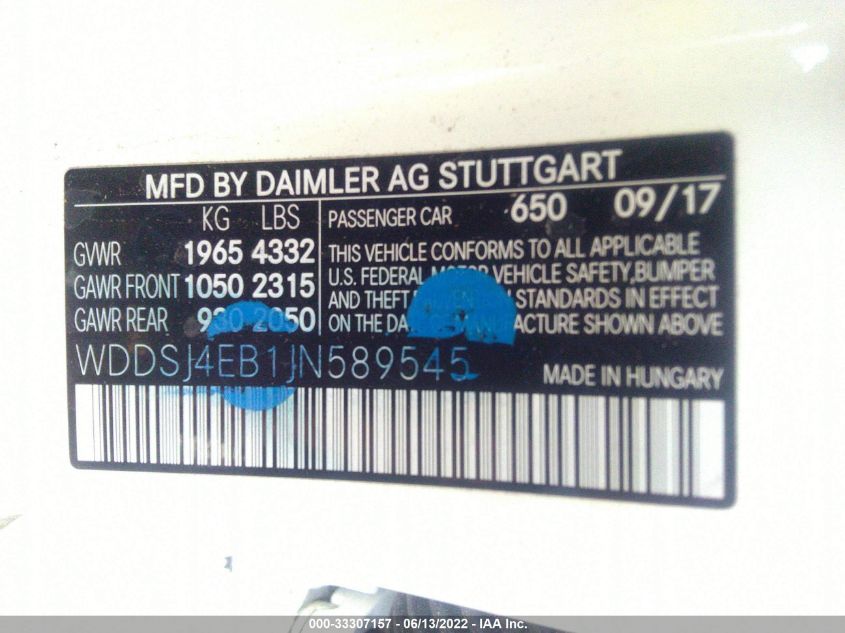 MFD BY DAIMLER AG STUTTGART
KG LBS
GVWR 1965 4332
GAWR FRONT 1050 2315
GAWR REAR 930 2050
PASSENGER CAR 650 09/17
THIS VEHICLE CONFORMS TO ALL APPLICABLE
U.S. FEDERAL MOTOR VEHICLE SAFETY, BUMPER
AND THEFT STANDARDS IN EFFECT
ON THE SHOWN ABOVE
WDDSJ4EB1JN589545
MADE IN HUNGARY
000-33307157 - 06/13/2022 - IAA Inc.